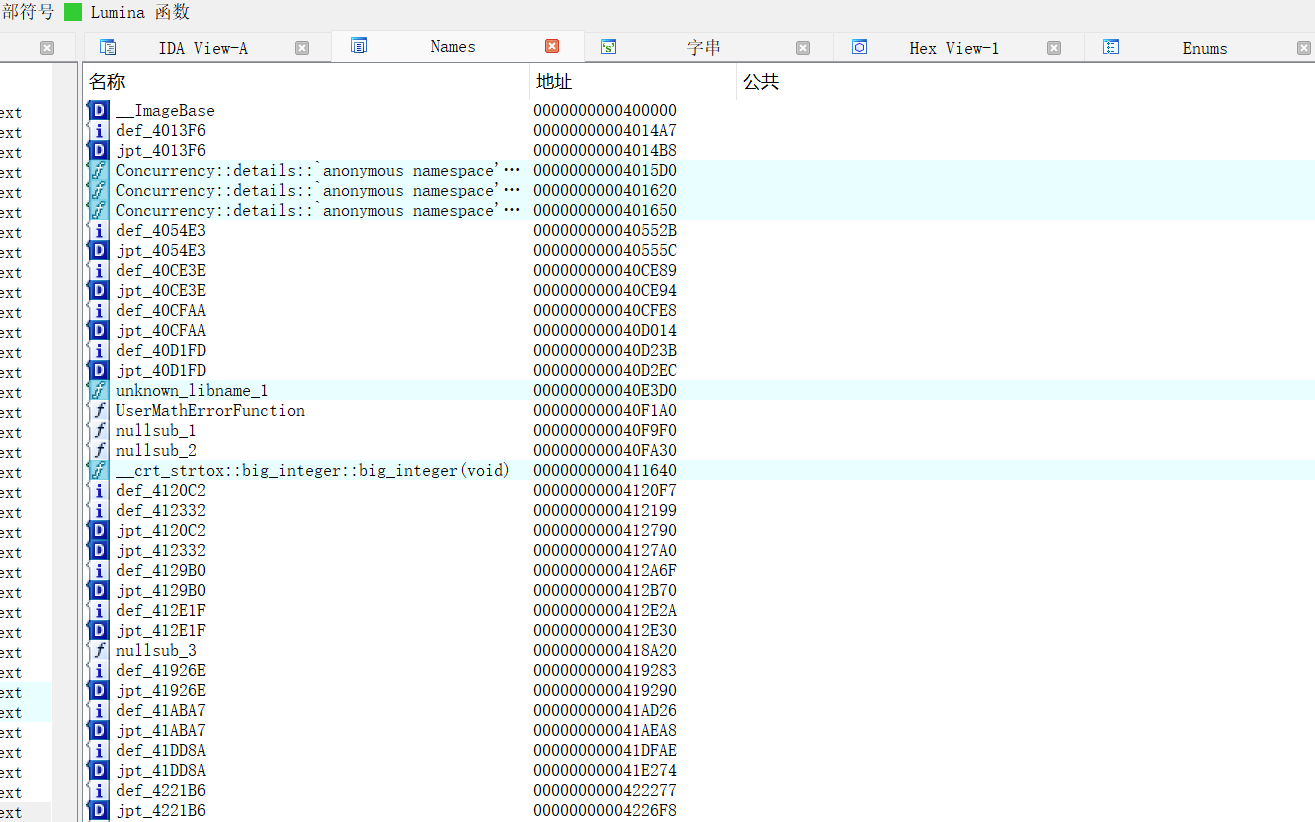 部符号 Lumina 函数
IDA View-A Names 字串 Hex View-1 Enums
名称 地址 公共
ext D __ImageBase 0000000000400000
ext i def_4013F6 00000000004014A7
ext D jpt_4013F6 00000000004014B8
ext f Concurrency::details::`anonymous namespace'… 00000000004015D0
ext f Concurrency::details::`anonymous namespace'… 0000000000401620
ext f Concurrency::details::`anonymous namespace'… 0000000000401650
ext i def_4054E3 000000000040552B
ext D jpt_4054E3 000000000040555C
ext i def_40CE3E 000000000040CE89
ext D jpt_40CE3E 000000000040CE94
ext i def_40CFAA 000000000040CFE8
ext D jpt_40CFAA 000000000040D014
ext i def_40D1FD 000000000040D23B
ext D jpt_40D1FD 000000000040D2EC
ext f unknown_libname_1 000000000040E3D0
ext f UserMathErrorFunction 000000000040F1A0
ext f nullsub_1 000000000040F9F0
ext f nullsub_2 000000000040FA30
ext f __crt_strtox::big_integer::big_integer(void) 0000000000411640
ext i def_4120C2 00000000004120F7
ext i def_412332 0000000000412199
ext D jpt_4120C2 0000000000412790
ext D jpt_412332 00000000004127A0
ext i def_4129B0 0000000000412A6F
ext D jpt_4129B0 0000000000412B70
ext i def_412E1F 0000000000412E2A
ext D jpt_412E1F 0000000000412E30
ext f nullsub_3 0000000000418A20
ext i def_41926E 0000000000419283
ext D jpt_41926E 0000000000419290
ext i def_41ABA7 000000000041AD26
ext D jpt_41ABA7 000000000041AEA8
ext i def_41DD8A 000000000041DFAE
ext D jpt_41DD8A 000000000041E274
ext i def_4221B6 0000000000422277
ext D jpt_4221B6 00000000004226F8